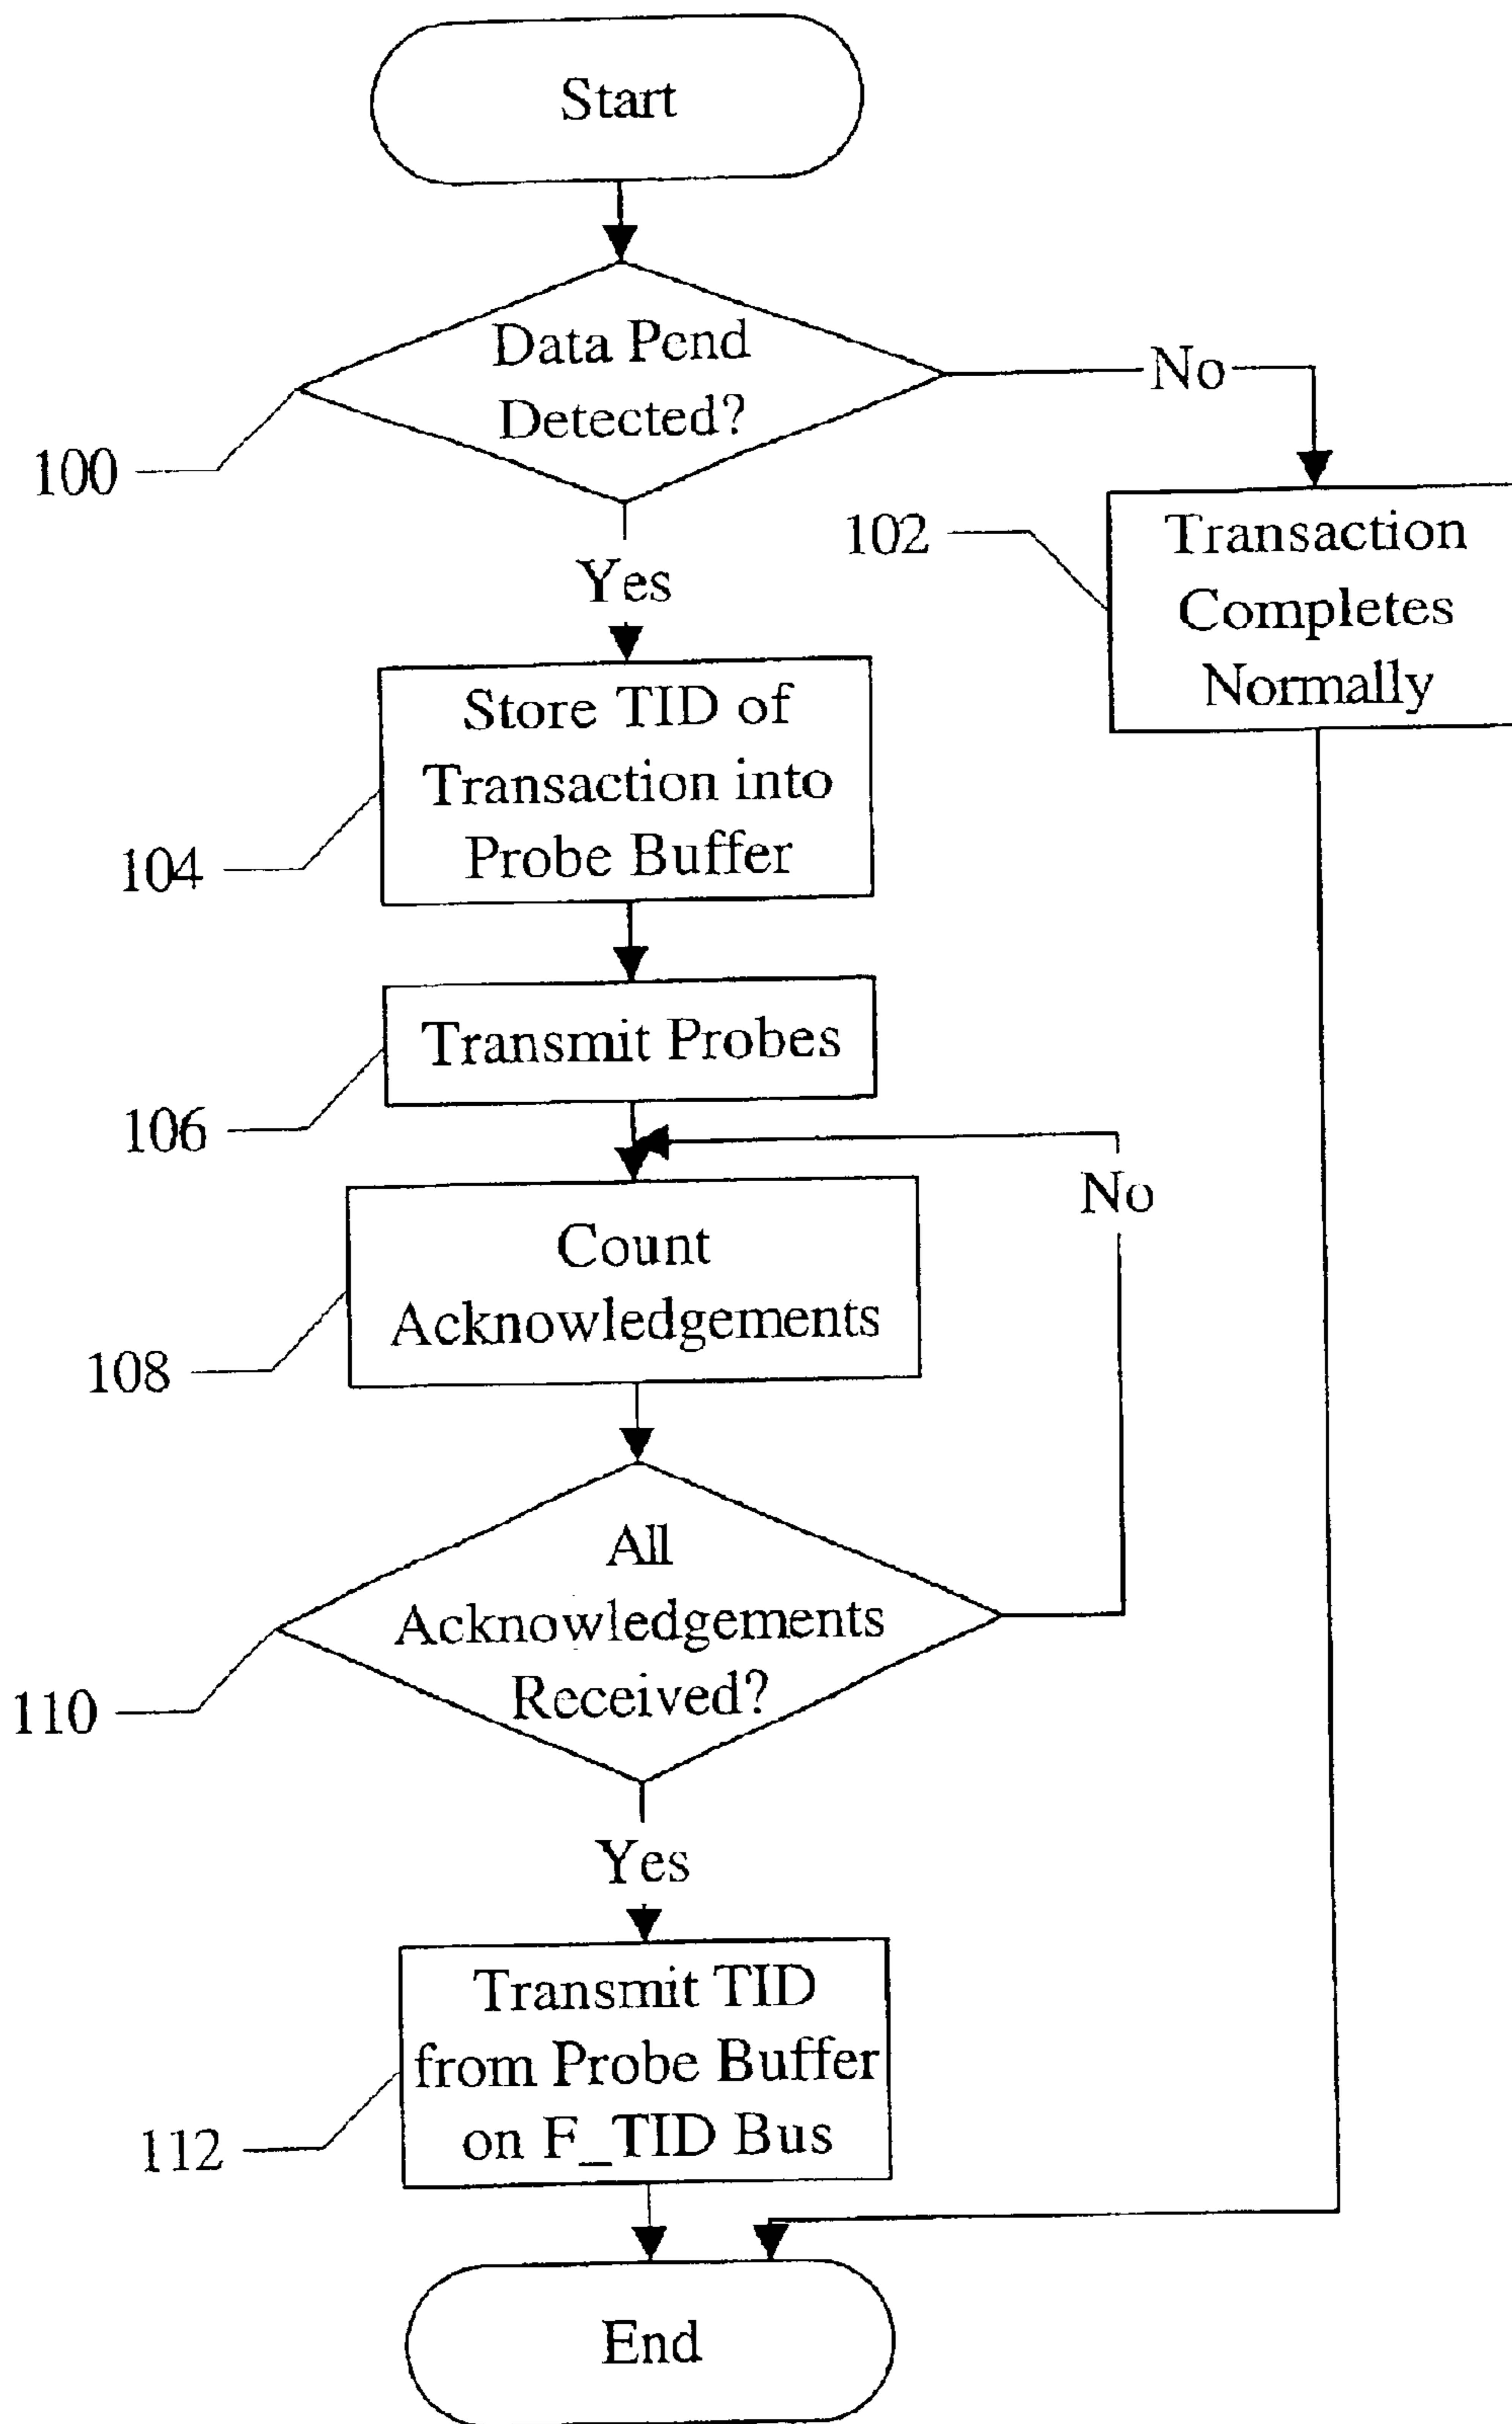 Start
Data Pend
Detected?
No
100
102
Transaction
Completes
Normally
Yes
Store TID of
Transaction into
Probe Buffer
104
Transmit Probes
106
No
Count
Acknowledgements
108
All
Acknowledgements
Received?
110
Yes
Transmit TID
from Probe Buffer
on F_TID Bus
112
End